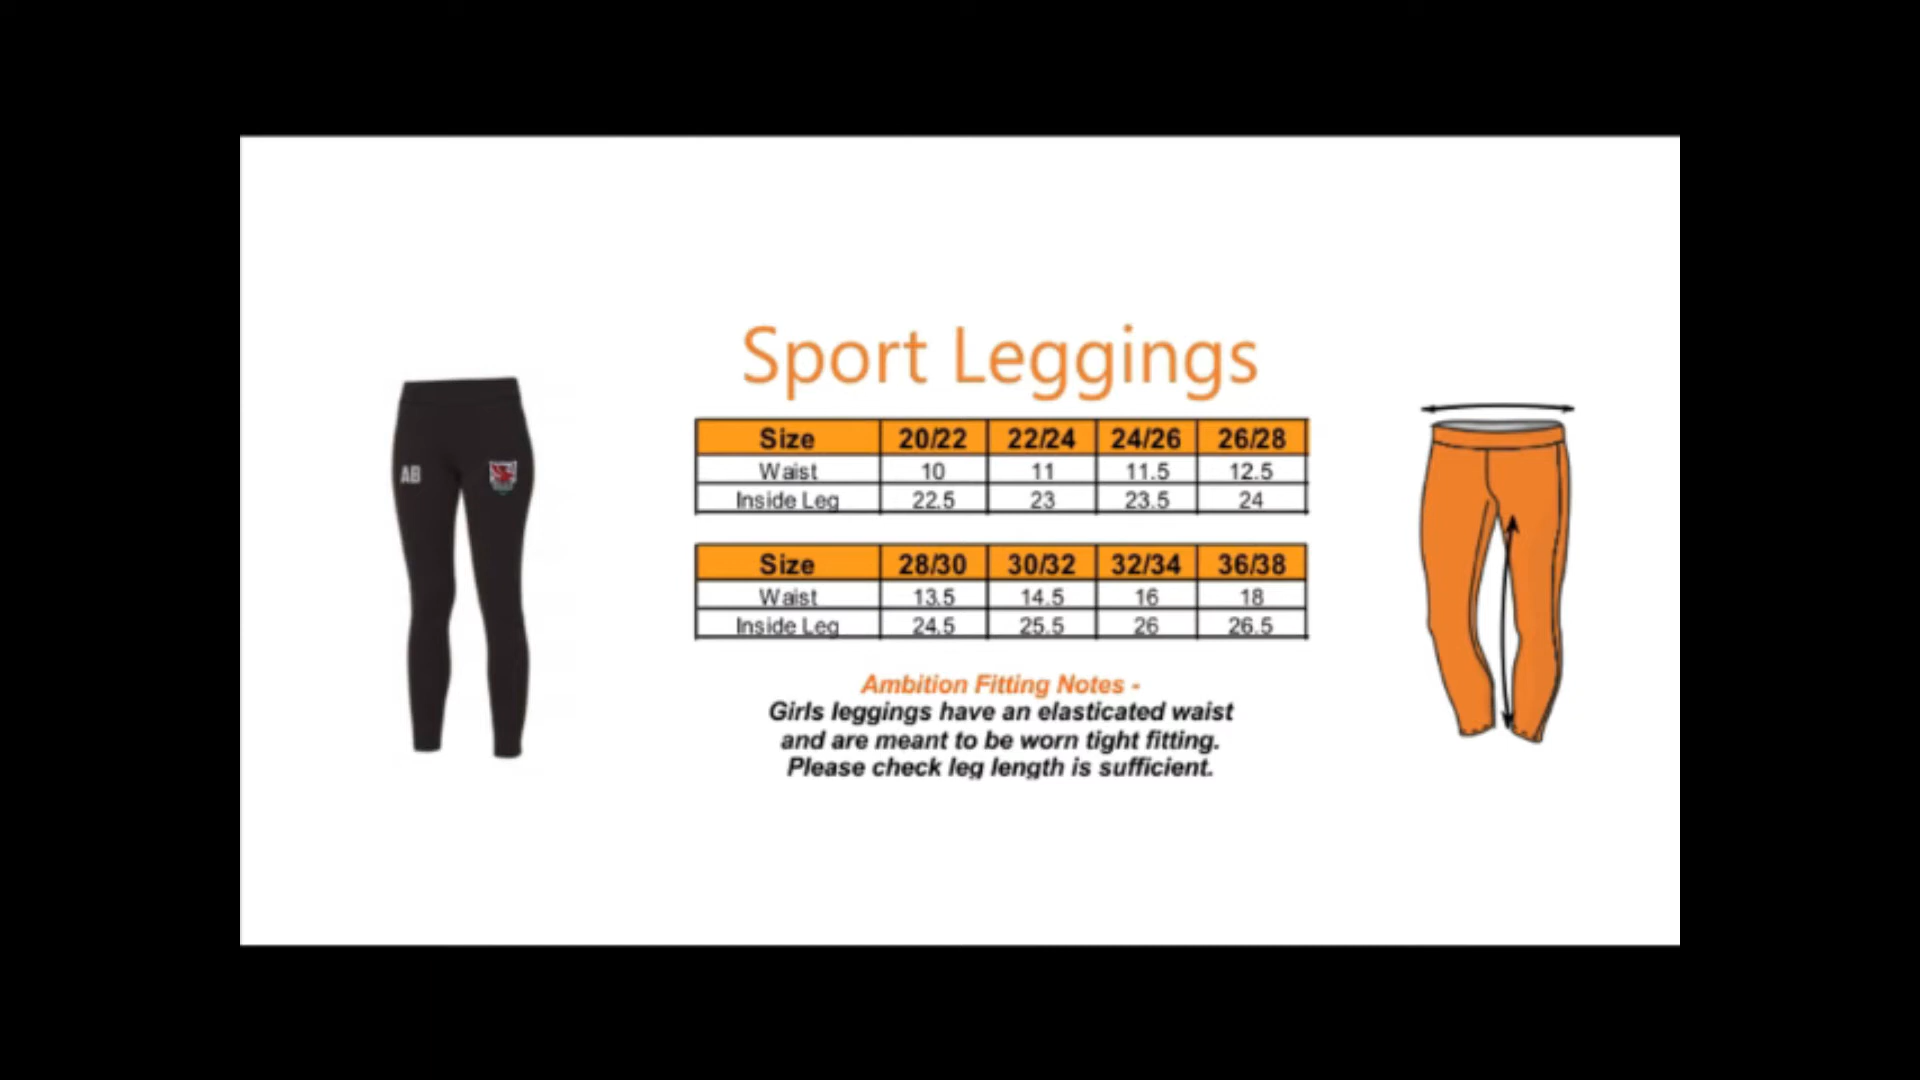 Sport Leggings
Size 20/22 22/24 24/26 26/28
Waist 10 11 11.5 12.5
Inside Leg 22.5 23 23.5 24
Size 28/30 30/32 32/34 36/38
Waist 13.5 14.5 16 18
Inside Leg 24.5 25.5 26 26.5
AB
Ambition Fitting Notes -
Girls leggings have an elasticated waist
and are meant to be worn tight fitting.
Please check leg length is sufficient.